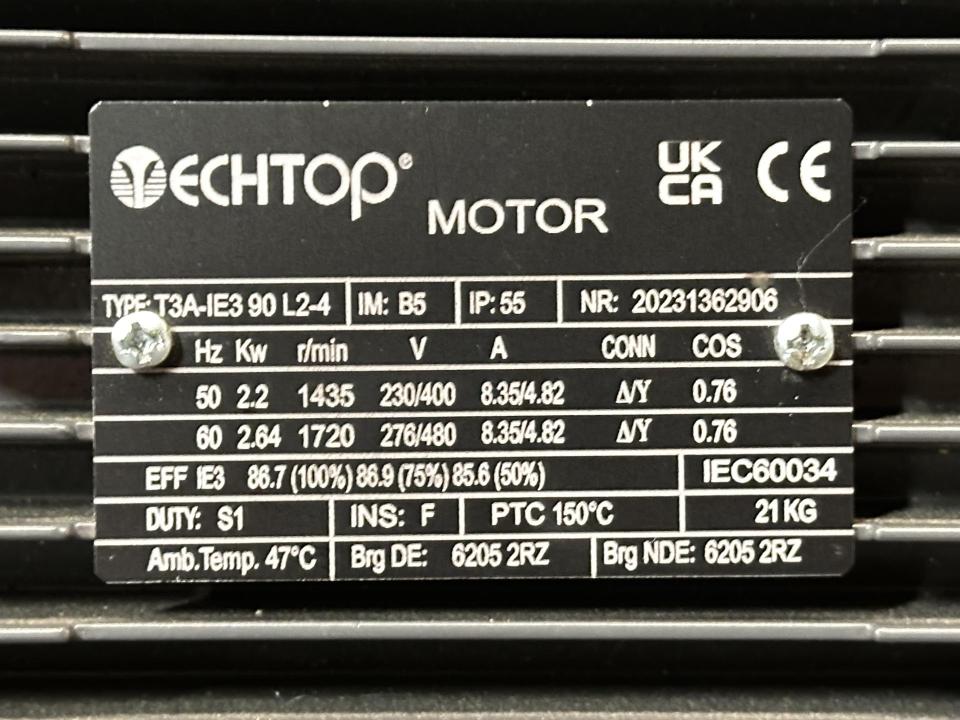 TECHTOP®
MOTOR
UK
CA
CE
TYPE: T3A-IE3 90 L2-4 IM: B5 IP: 55 NR: 20231362906
Hz Kw r/min V A CONN COS
50 2.2 1435 230/400 8.35/4.82 Δ/Y 0.76
60 2.64 1720 276/480 8.35/4.82 Δ/Y 0.76
EFF IE3 86.7 (100%) 86.9 (75%) 85.6 (50%) IEC60034
DUTY: S1 INS: F PTC 150°C 21 KG
Amb.Temp. 47°C Brg DE: 6205 2RZ Brg NDE: 6205 2RZ